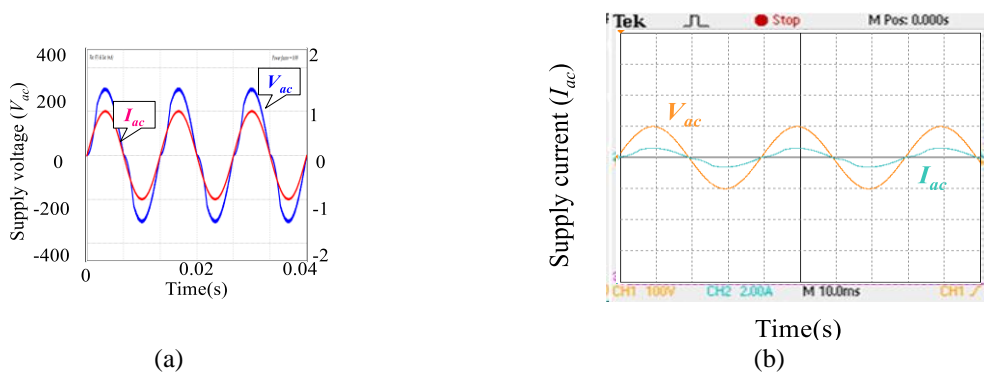 400
2
Supply voltage (Vac)
200
1
0
0
-200
-1
-400
-2
Vac
Iac
0
0.02
0.04
Time(s)
(a)
Tek
Stop
M Pos: 0.000s
Supply current (Iac)
Vac
Iac
CH1 100V
CH2 2.00A
M 10.0ms
CH1
Time(s)
(b)